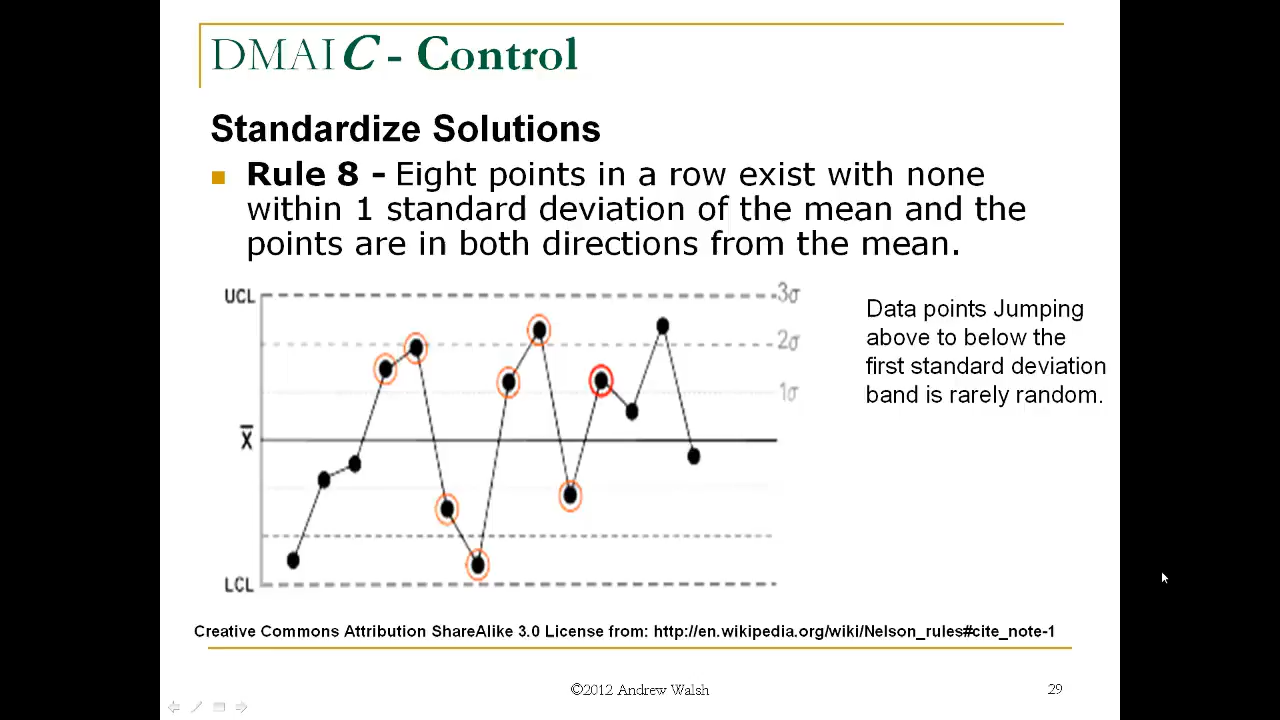 DMAIC - Control
Standardize Solutions
Rule 8 - Eight points in a row exist with none
within 1 standard deviation of the mean and the
points are in both directions from the mean.
UCL
3σ
2σ
1σ
X̅
LCL
Data points Jumping
above to below the
first standard deviation
band is rarely random.
Creative Commons Attribution ShareAlike 3.0 License from: http://en.wikipedia.org/wiki/Nelson_rules#cite_note-1
©2012 Andrew Walsh
29